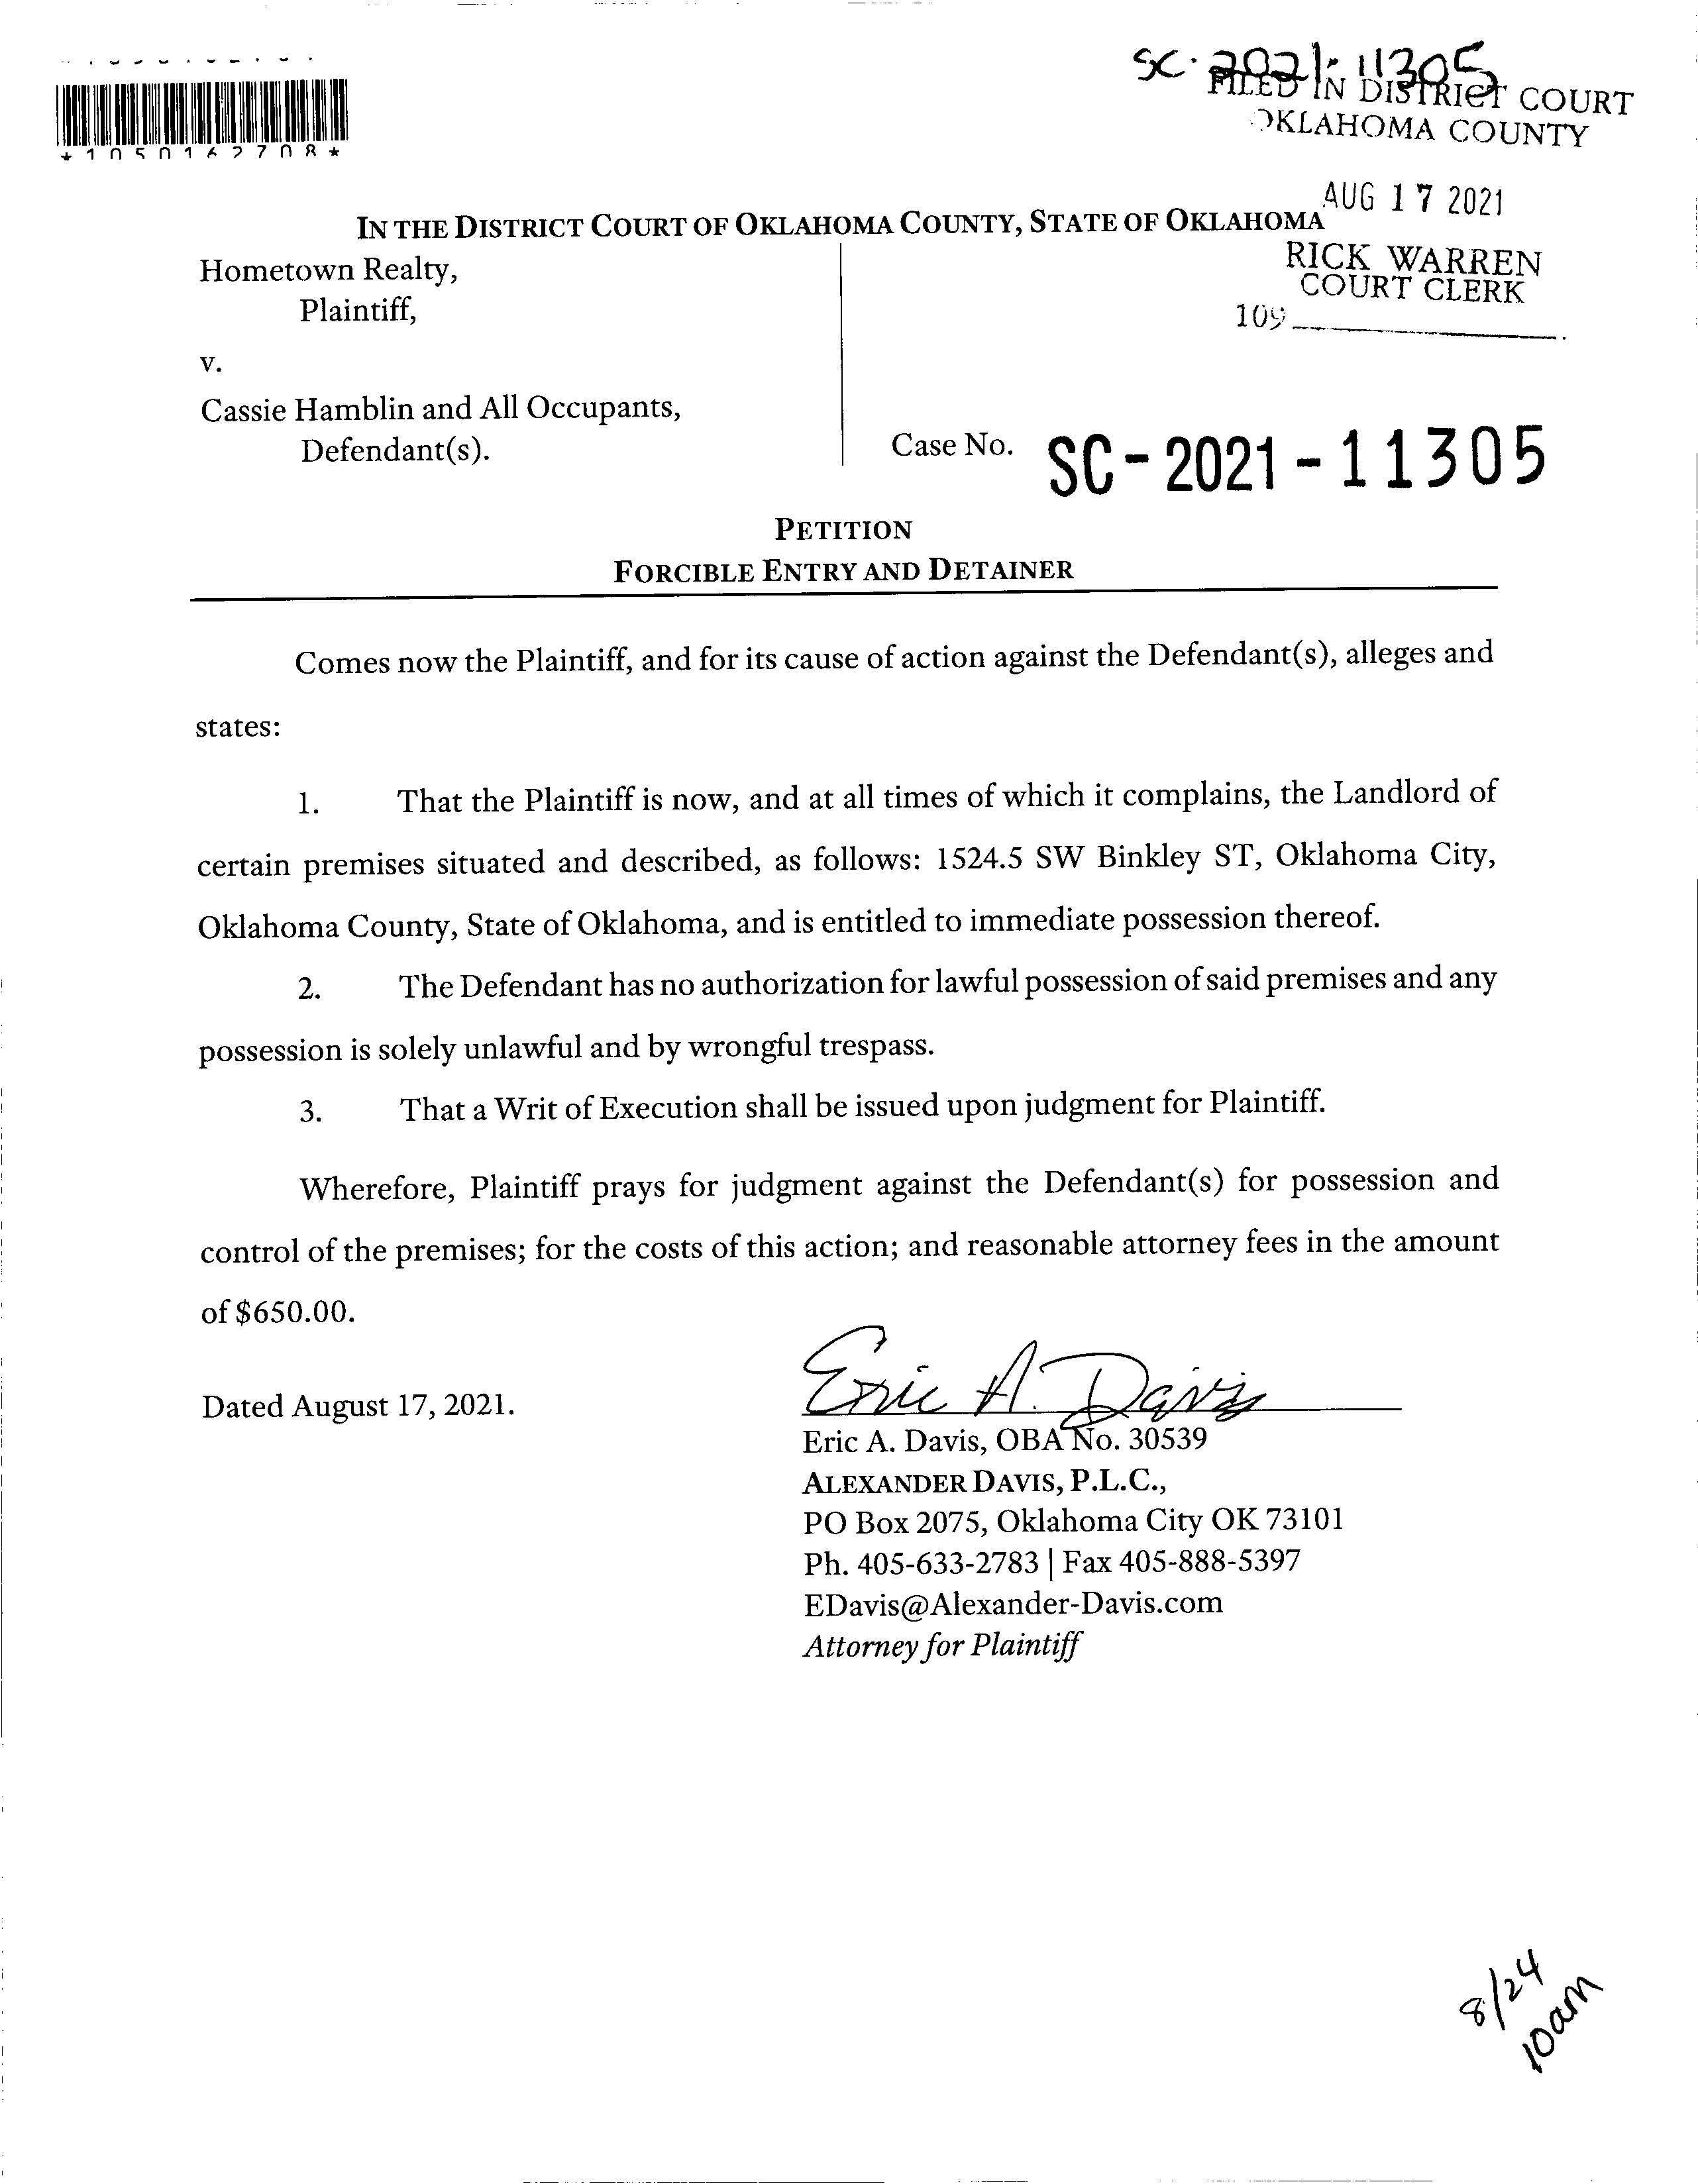 SC-2021-11305
FILED IN DISTRICT COURT
OKLAHOMA COUNTY
*1050162708*
AUG 17 2021
IN THE DISTRICT COURT OF OKLAHOMA COUNTY, STATE OF OKLAHOMA
RICK WARREN
COURT CLERK
109
Hometown Realty,
Plaintiff,
v.
Cassie Hamblin and All Occupants,
Defendant(s).
Case No. SC-2021-11305
PETITION
FORCIBLE ENTRY AND DETAINER
Comes now the Plaintiff, and for its cause of action against the Defendant(s), alleges and
states:
1. That the Plaintiff is now, and at all times of which it complains, the Landlord of
certain premises situated and described, as follows: 1524.5 SW Binkley ST, Oklahoma City,
Oklahoma County, State of Oklahoma, and is entitled to immediate possession thereof.
2. The Defendant has no authorization for lawful possession of said premises and any
possession is solely unlawful and by wrongful trespass.
3. That a Writ of Execution shall be issued upon judgment for Plaintiff.
Wherefore, Plaintiff prays for judgment against the Defendant(s) for possession and
control of the premises; for the costs of this action; and reasonable attorney fees in the amount
of $650.00.
Dated August 17, 2021.
Eric A. Davis
Eric A. Davis, OBA No. 30539
ALEXANDER DAVIS, P.L.C.,
PO Box 2075, Oklahoma City OK 73101
Ph. 405-633-2783 | Fax 405-888-5397
EDavis@Alexander-Davis.com
Attorney for Plaintiff
8/24
10am